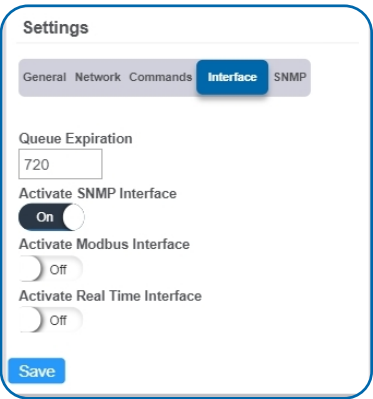 Settings
General Network Commands Interface SNMP
Queue Expiration
720
Activate SNMP Interface
On
Activate Modbus Interface
Off
Activate Real Time Interface
Off
Save